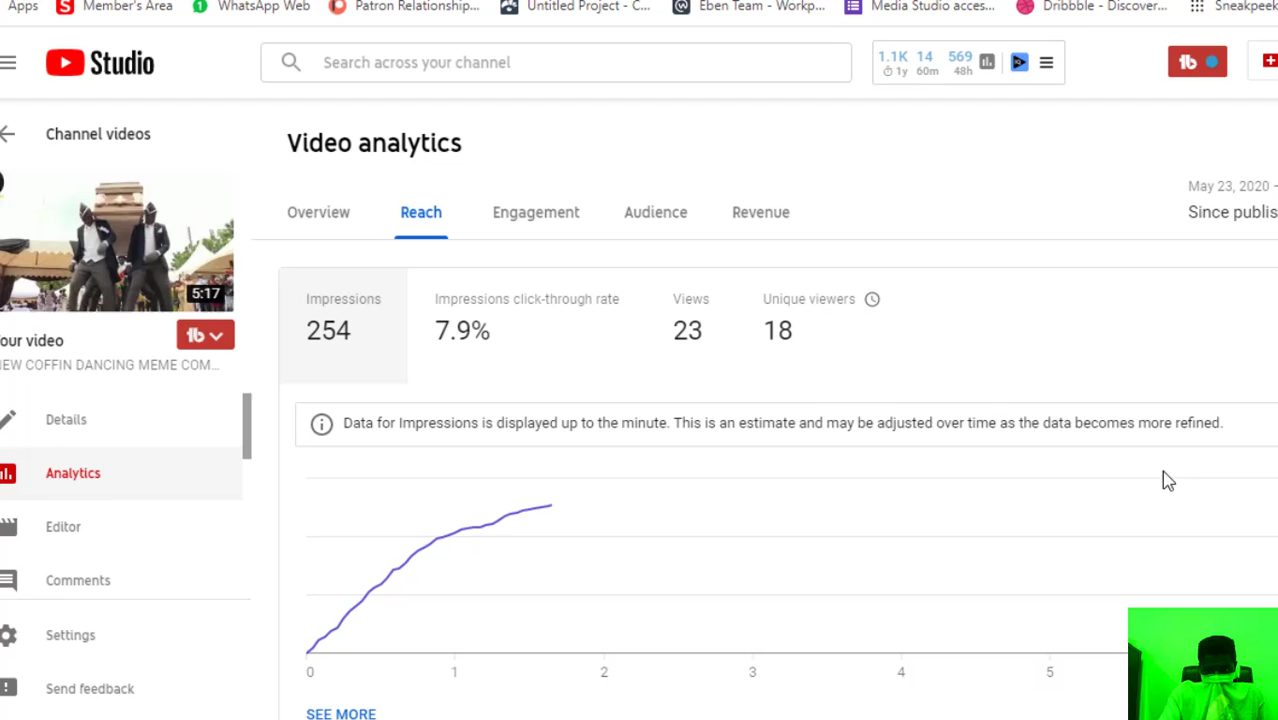 Apps
Member's Area
WhatsApp Web
Patron Relationship...
Untitled Project - C...
Eben Team - Workp...
Media Studio acces...
Dribbble - Discover...
Sneakpeek
Studio
Search across your channel
1.1K 14 569
1y 60m 48h
Channel videos
5:17
our video
NEW COFFIN DANCING MEME COM...
Details
Analytics
Editor
Comments
Settings
Send feedback
Video analytics
May 23, 2020 -
Since publis
Overview
Reach
Engagement
Audience
Revenue
Impressions
254
Impressions click-through rate
7.9%
Views
23
Unique viewers
18
Data for Impressions is displayed up to the minute. This is an estimate and may be adjusted over time as the data becomes more refined.
0 1 2 3 4 5
SEE MORE